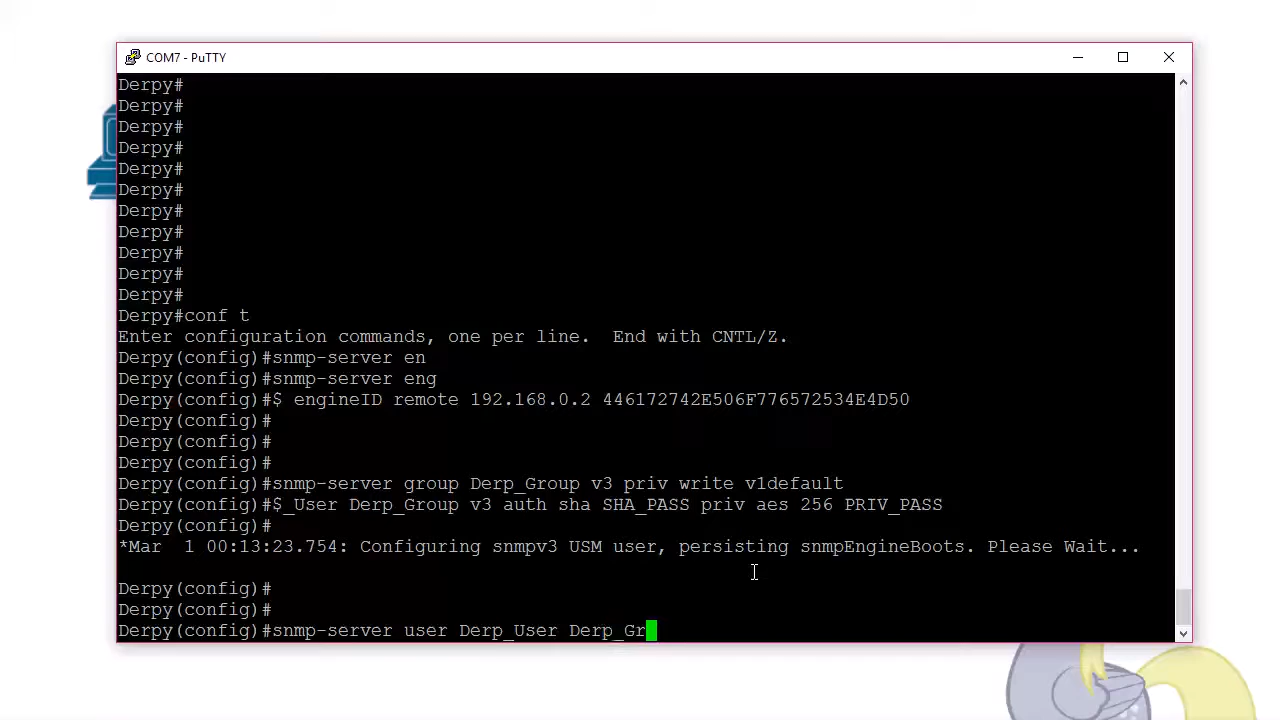 COM7 - PuTTY
Derpy#
Derpy#
Derpy#
Derpy#
Derpy#
Derpy#
Derpy#
Derpy#
Derpy#
Derpy#
Derpy#
Derpy#conf t
Enter configuration commands, one per line.  End with CNTL/Z.
Derpy(config)#snmp-server en
Derpy(config)#snmp-server eng
Derpy(config)#$ engineID remote 192.168.0.2 446172742E506F776572534E4D50
Derpy(config)#
Derpy(config)#
Derpy(config)#
Derpy(config)#snmp-server group Derp_Group v3 priv write v1default
Derpy(config)#$_User Derp_Group v3 auth sha SHA_PASS priv aes 256 PRIV_PASS
Derpy(config)#
*Mar  1 00:13:23.754: Configuring snmpv3 USM user, persisting snmpEngineBoots. Please Wait...
Derpy(config)#
Derpy(config)#
Derpy(config)#snmp-server user Derp_User Derp_Gr